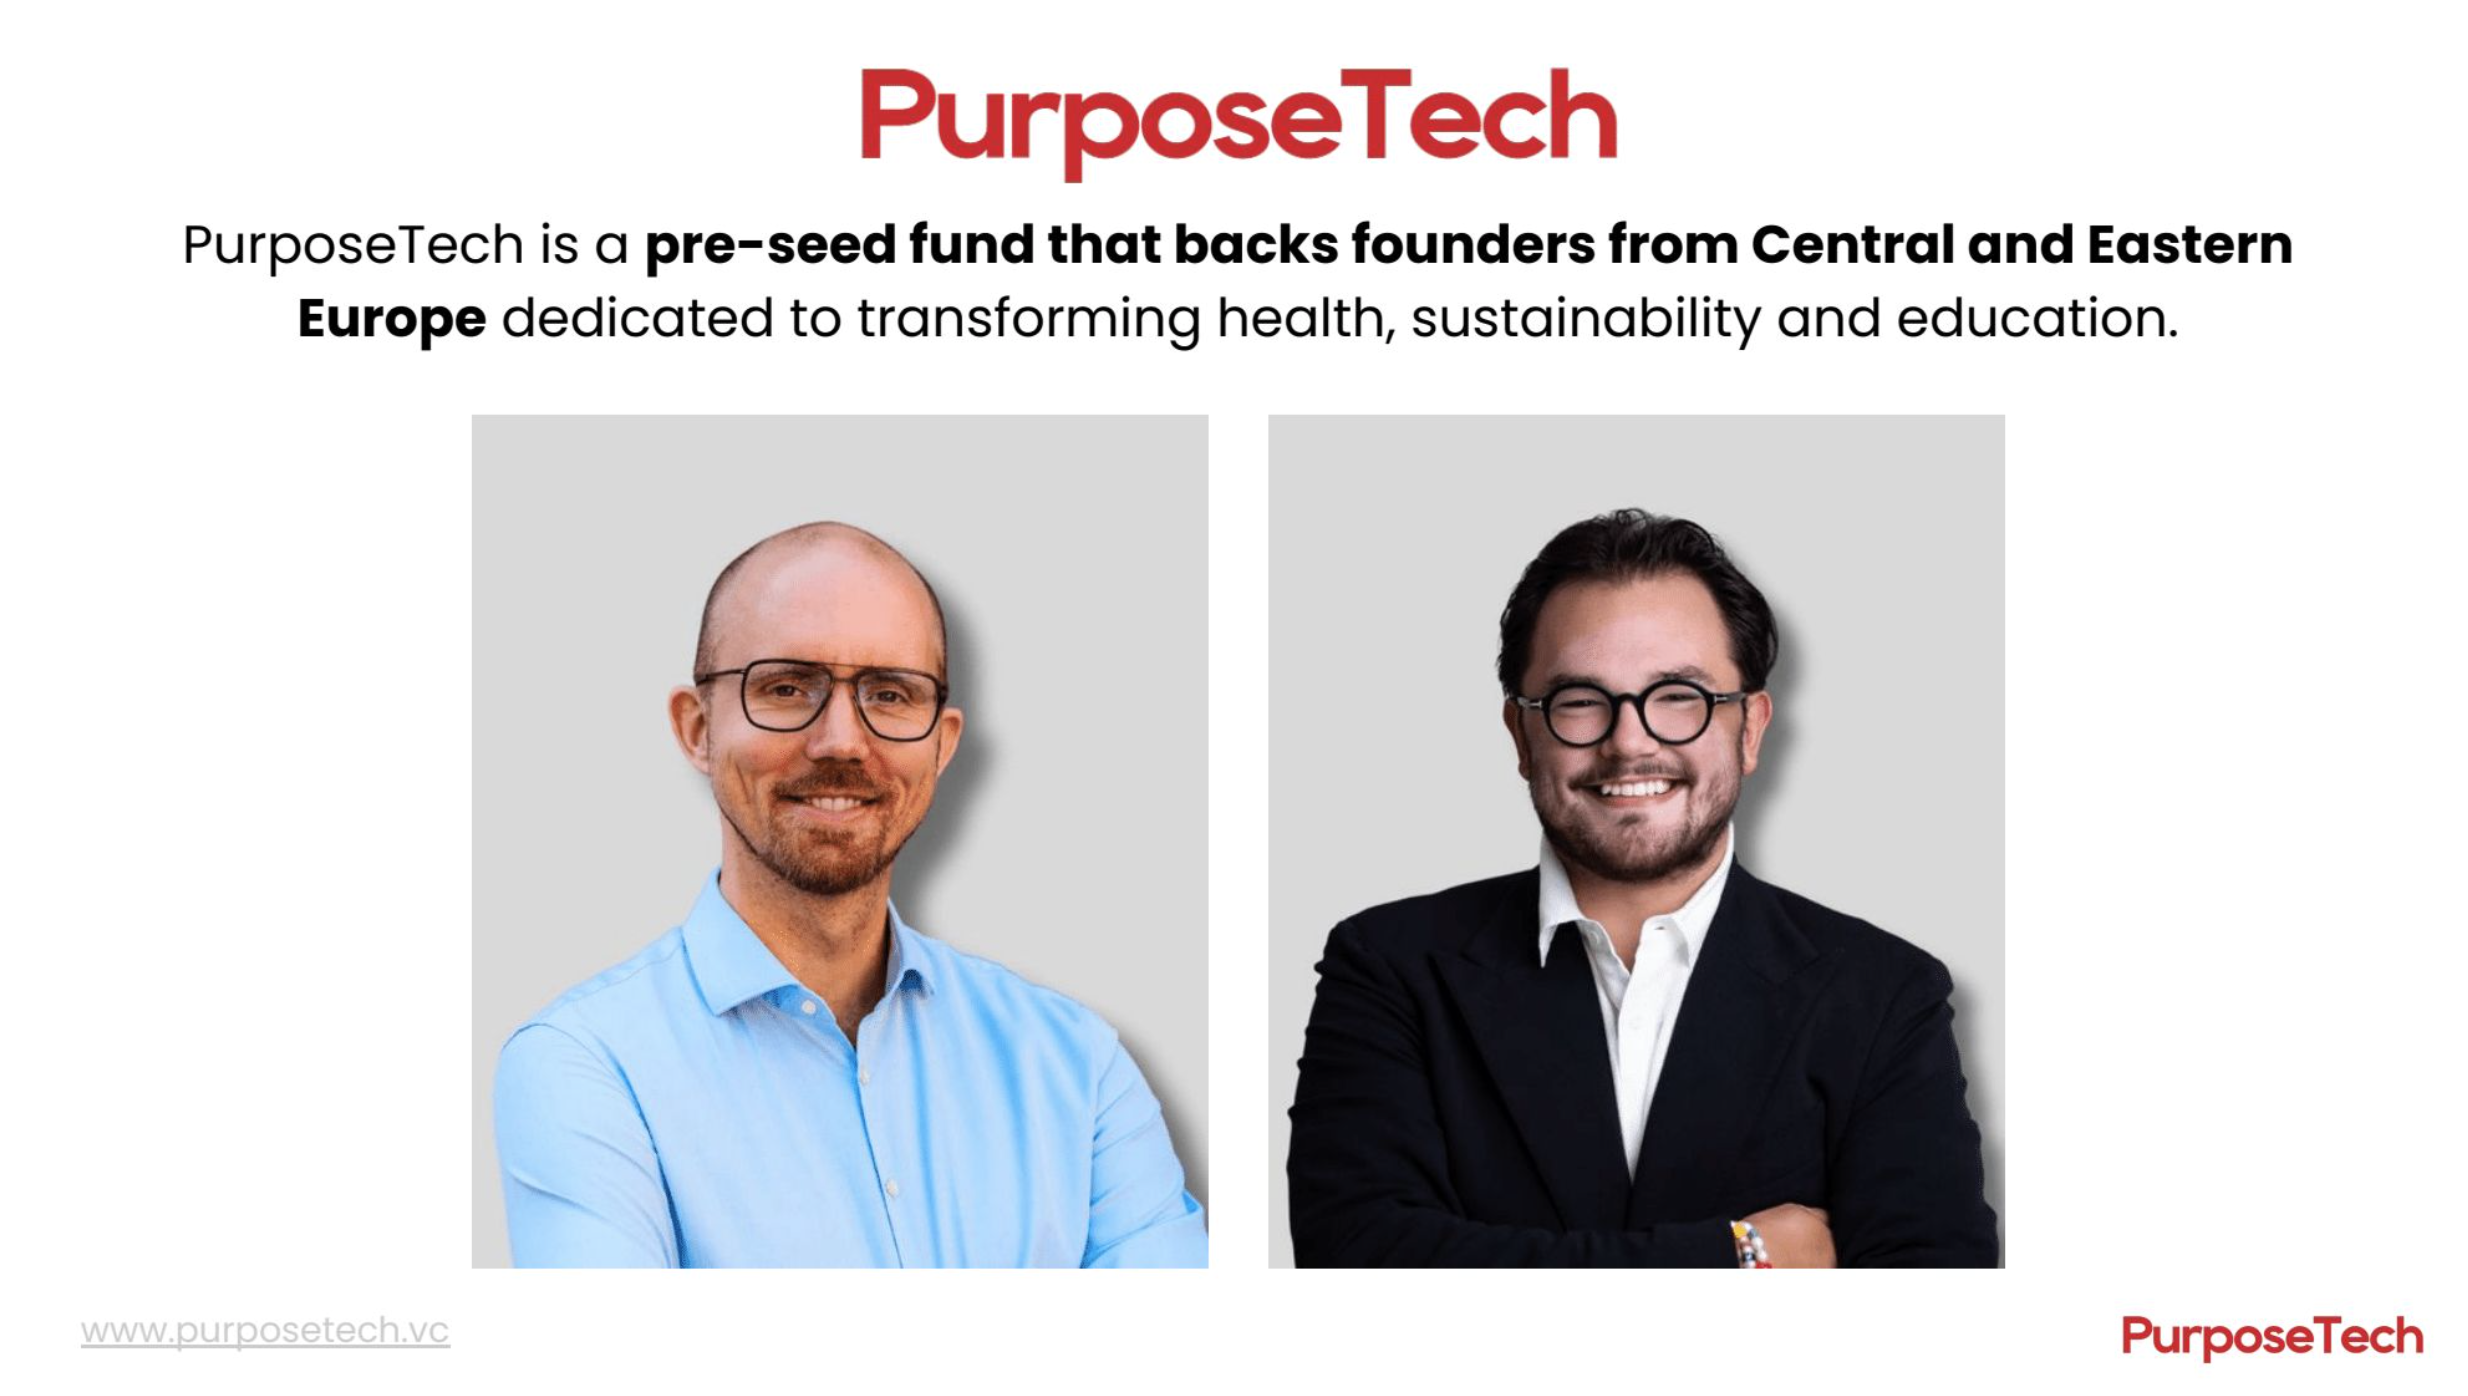 PurposeTech
PurposeTech is a pre-seed fund that backs founders from Central and Eastern
Europe dedicated to transforming health, sustainability and education.
www.purposetech.vc
PurposeTech